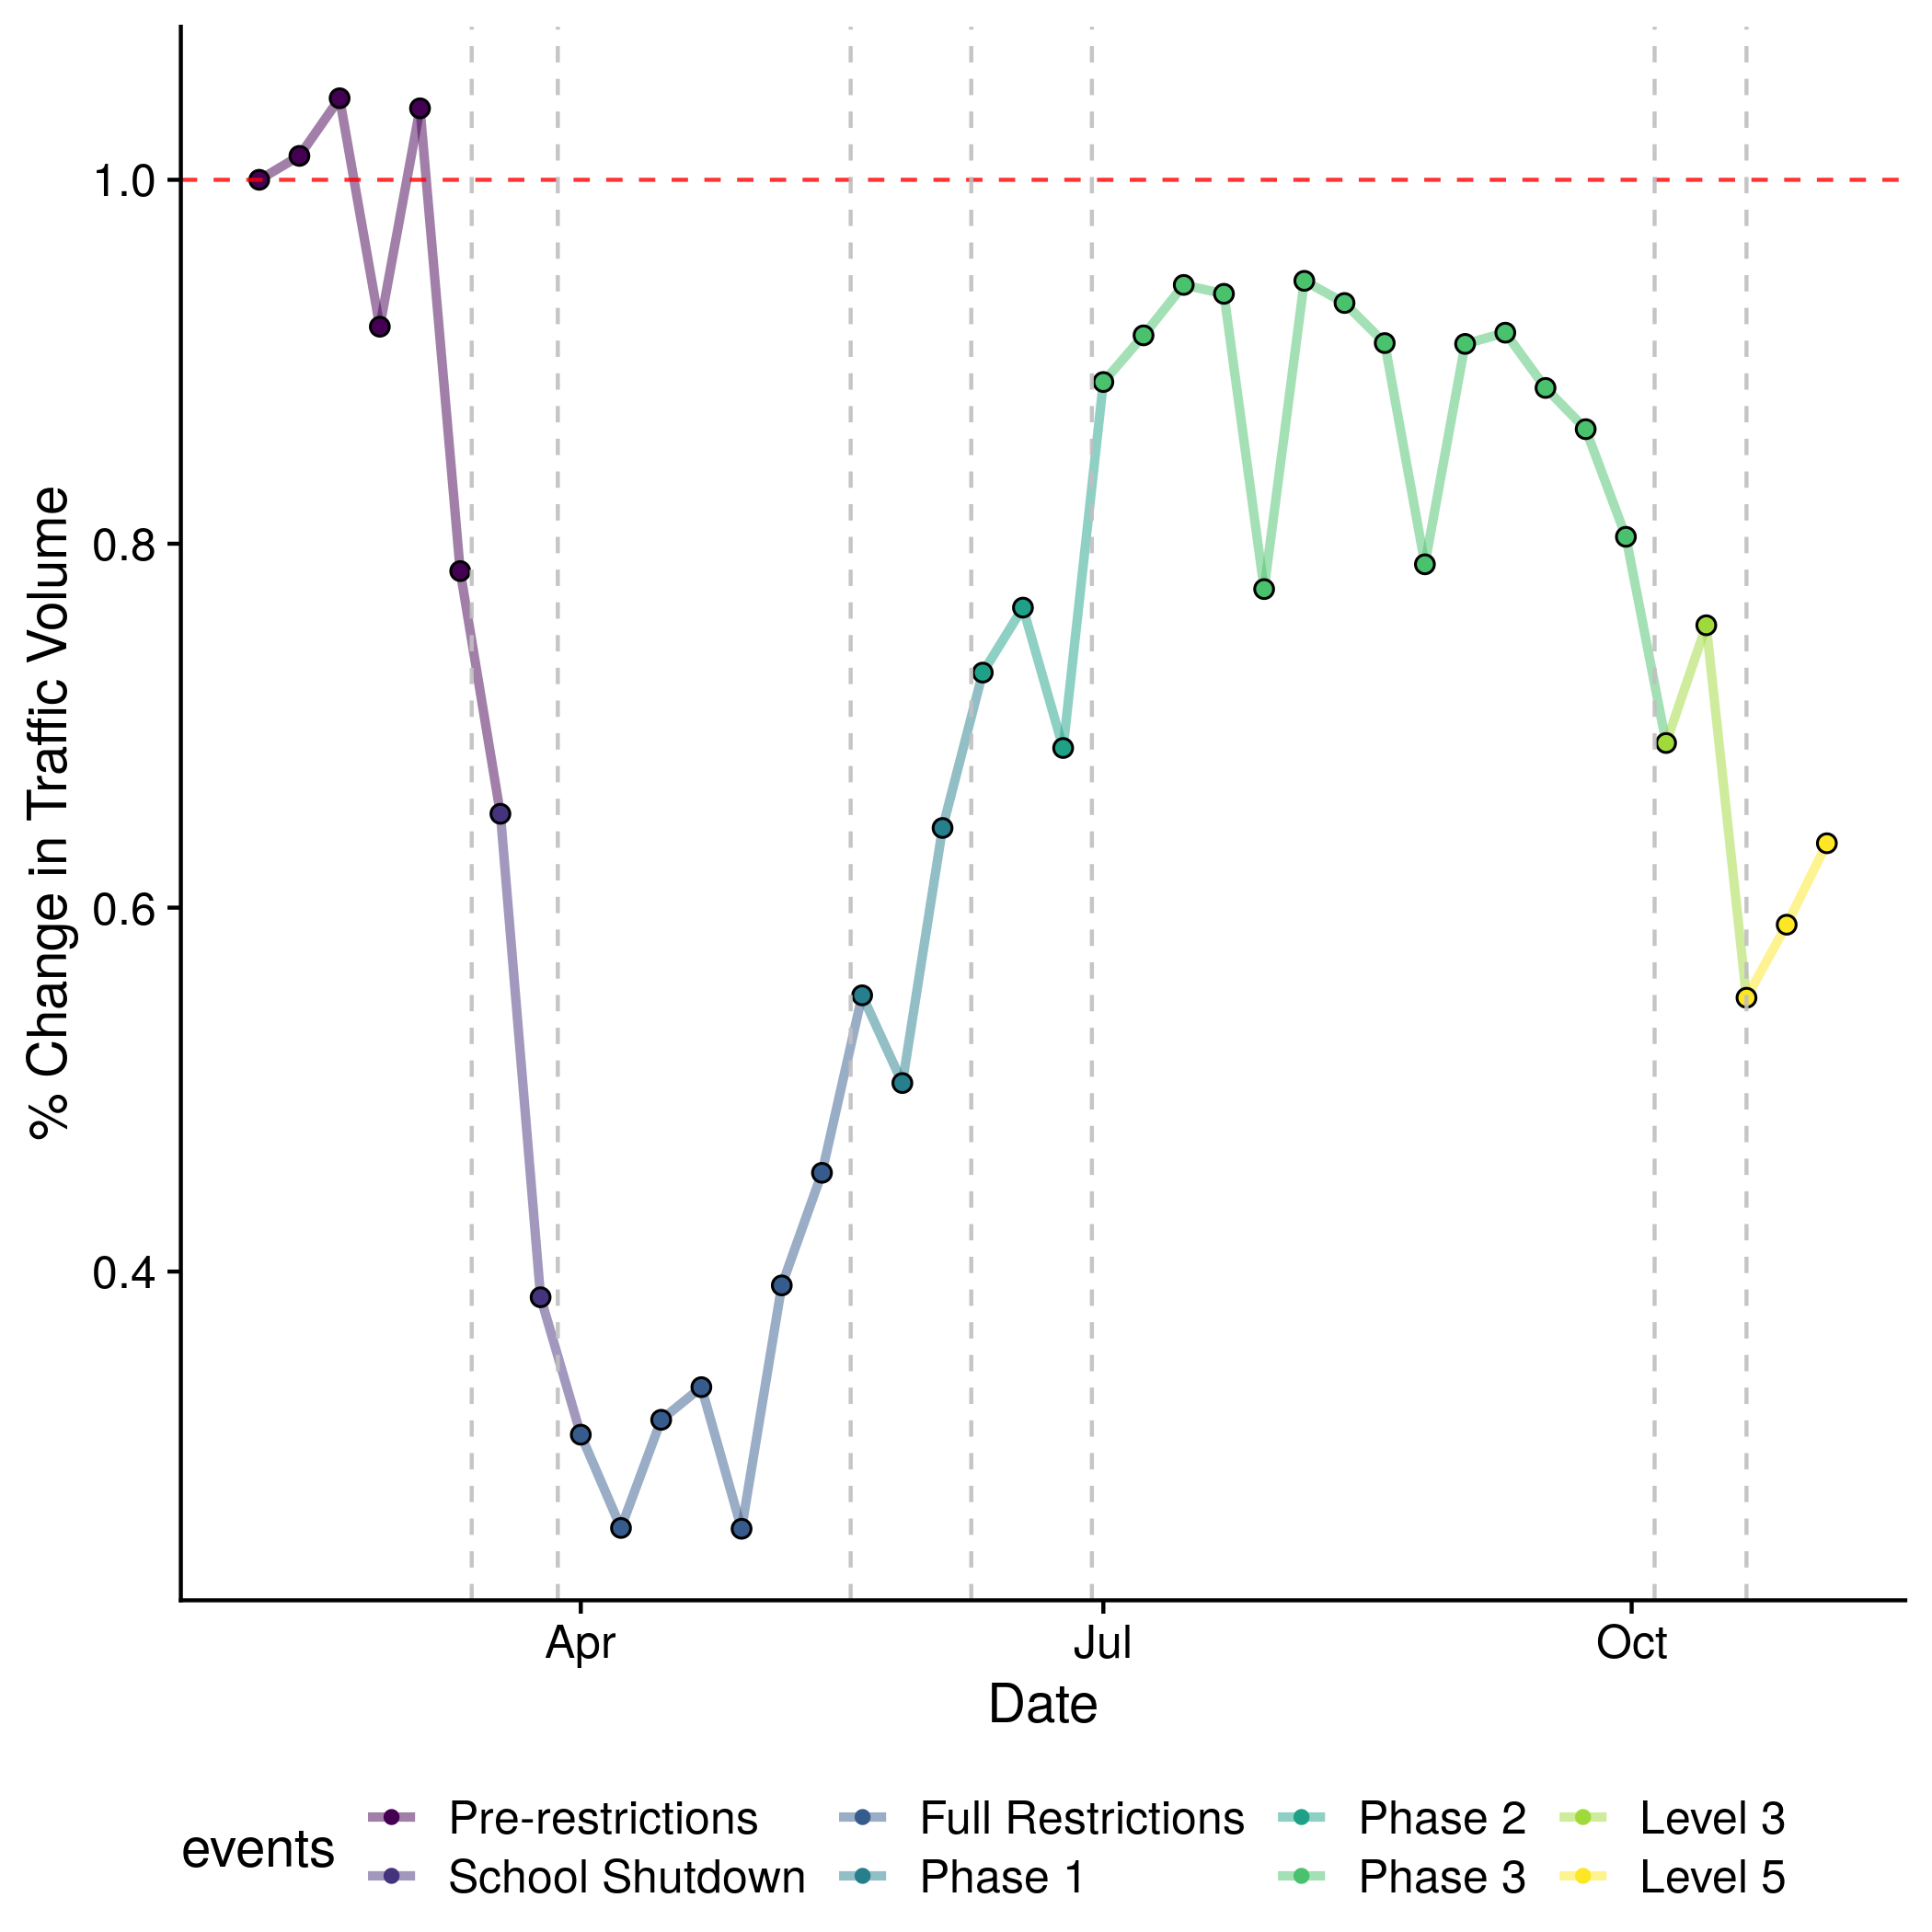 % Change in Traffic Volume
1.0
0.8
0.6
0.4
Apr Jul Oct
Date
events
Pre-restrictions Full Restrictions Phase 2 Level 3
School Shutdown Phase 1 Phase 3 Level 5